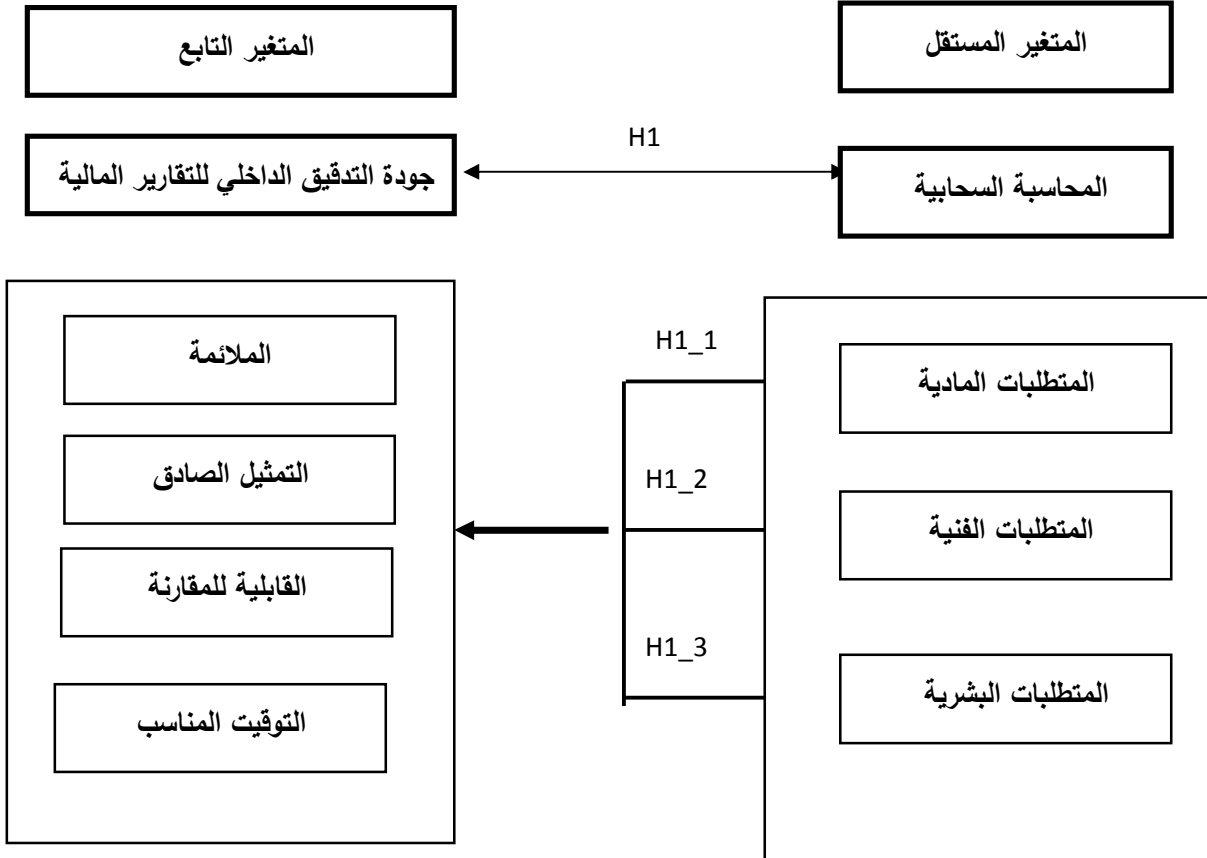 المتغير المستقل
المتغير التابع
H1
المحاسبة السحابية
جودة التدقيق الداخلي للتقارير المالية
المتطلبات المادية
المتطلبات الفنية
المتطلبات البشرية
H1_1
H1_2
H1_3
الملائمة
التمثيل الصادق
القابلية للمقارنة
التوقيت المناسب